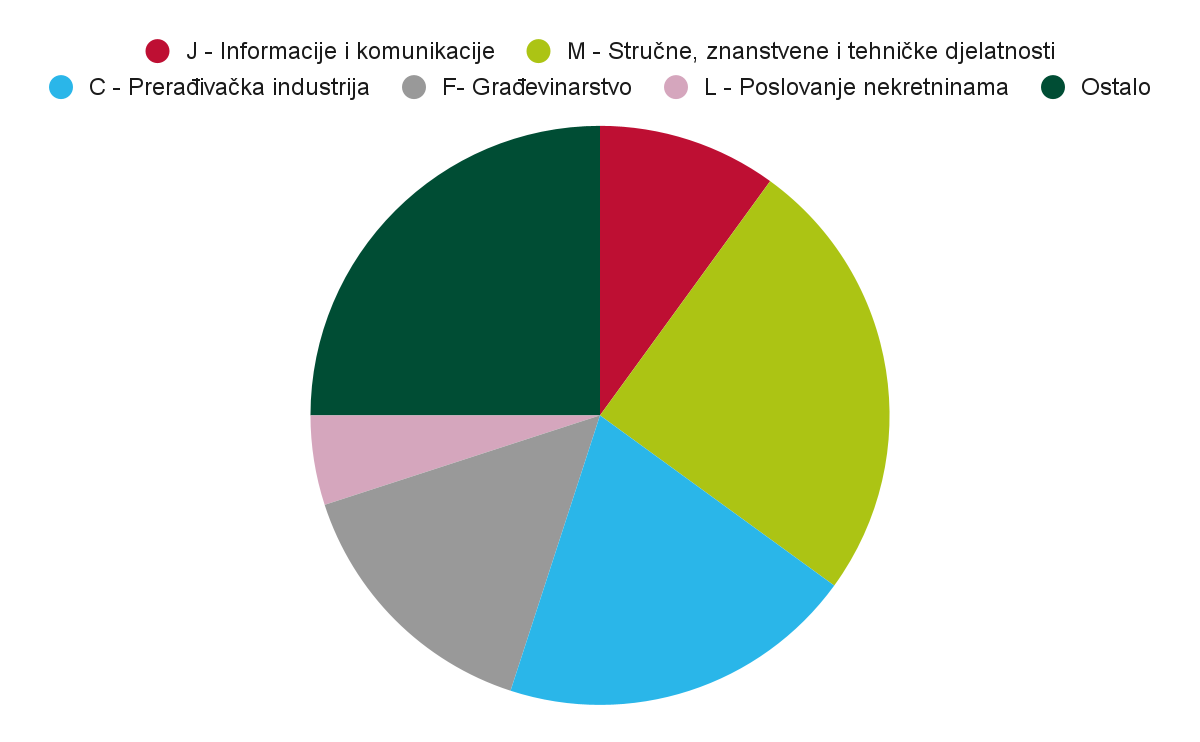 J - Informacije i komunikacije M - Stručne, znanstvene i tehničke djelatnosti
C - Prerađivačka industrija F- Građevinarstvo L - Poslovanje nekretninama Ostalo